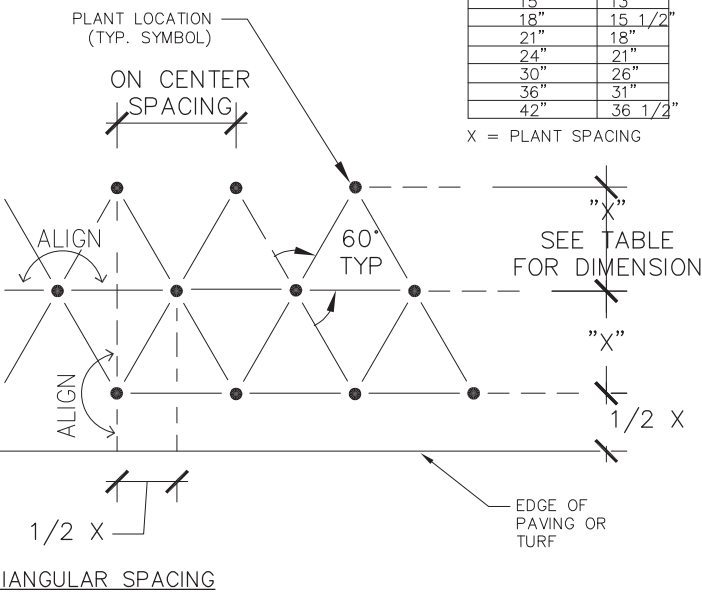 PLANT LOCATION
(TYP. SYMBOL)
ON CENTER
SPACING
18" 15 1/2"
21" 18"
24" 21"
30" 26"
36" 31"
42" 36 1/2"
X = PLANT SPACING
ALIGN
60°
TYP
"X"
SEE TABLE
FOR DIMENSION
"X"
ALIGN
1/2 X
1/2 X
EDGE OF
PAVING OR
TURF
IANGULAR SPACING